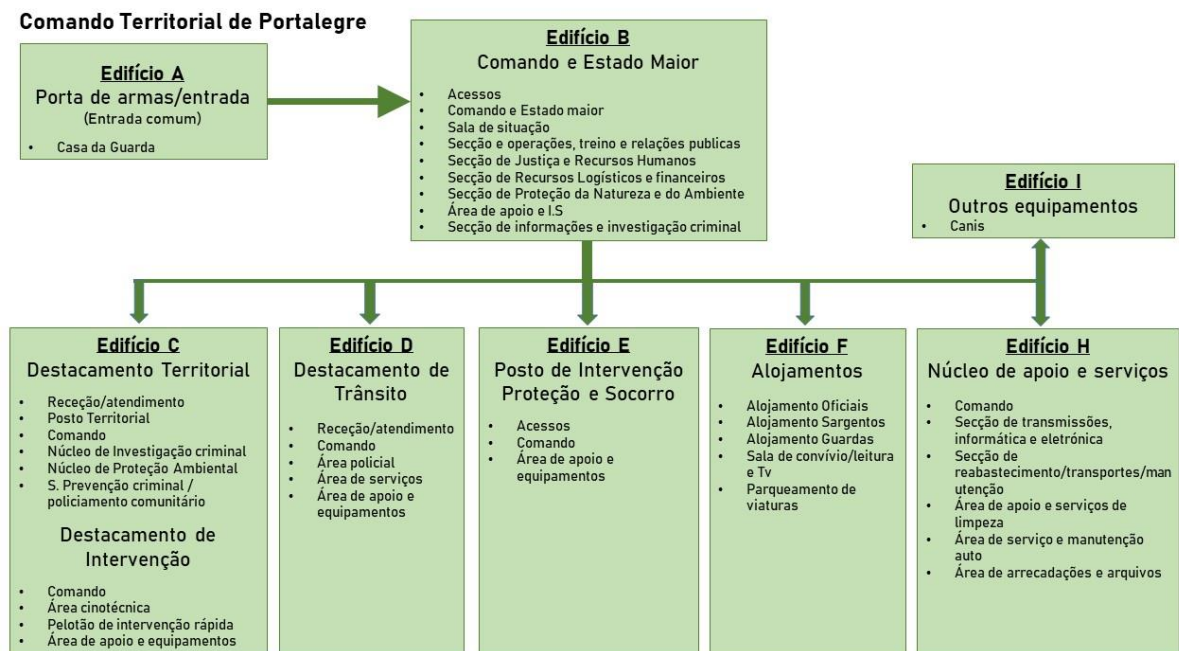 Comando Territorial de Portalegre
Edifício A
Porta de armas/entrada
(Entrada comum)
• Casa da Guarda
Edifício B
Comando e Estado Maior
• Acessos
• Comando e Estado maior
• Sala de situação
• Secção e operações, treino e relações publicas
• Secção de Justiça e Recursos Humanos
• Secção de Recursos Logísticos e financeiros
• Secção de Proteção da Natureza e do Ambiente
• Área de apoio e I.S
• Secção de informações e investigação criminal
Edifício I
Outros equipamentos
• Canis
Edifício C
Destacamento Territorial
• Receção/atendimento
• Posto Territorial
• Comando
• Núcleo de Investigação criminal
• Núcleo de Proteção Ambiental
• S. Prevenção criminal /
policiamento comunitário
Destacamento de
Intervenção
• Comando
• Área cinotécnica
• Pelotão de intervenção rápida
• Área de apoio e equipamentos
Edifício D
Destacamento de
Trânsito
• Receção/atendimento
• Comando
• Área policial
• Área de serviços
• Área de apoio e
equipamentos
Edifício E
Posto de Intervenção
Proteção e Socorro
• Acessos
• Comando
• Área de apoio e
equipamentos
Edifício F
Alojamentos
• Alojamento Oficiais
• Alojamento Sargentos
• Alojamento Guardas
• Sala de convívio/leitura
e Tv
• Parqueamento de
viaturas
Edifício H
Núcleo de apoio e serviços
• Comando
• Secção de transmissões,
informática e eletrónica
• Secção de
reabastecimento/transportes/man
utenção
• Área de apoio e serviços de
limpeza
• Área de serviço e manutenção
auto
• Área de arrecadações e arquivos